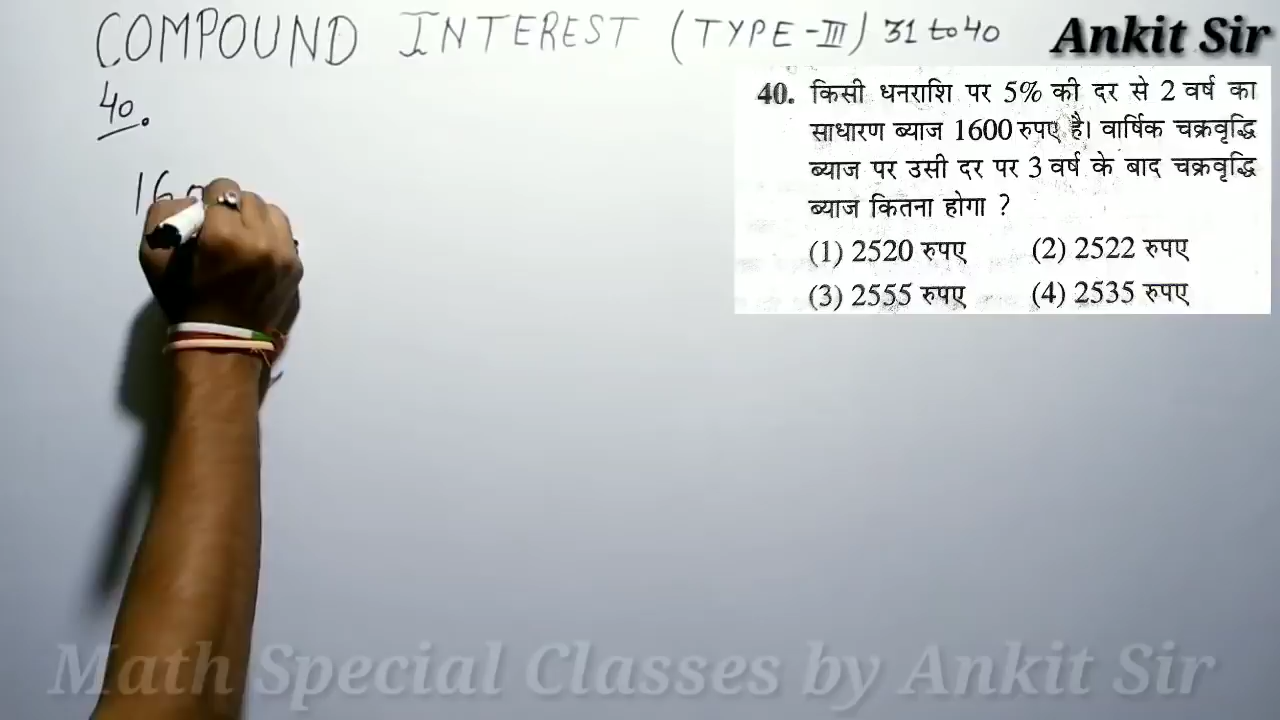 COMPOUND INTEREST (TYPE-III) 31 to 40
Ankit Sir
40.
40. किसी धनराशि पर 5% की दर से 2 वर्ष का
साधारण ब्याज 1600 रुपए है। वार्षिक चक्रवृद्धि
ब्याज पर उसी दर पर 3 वर्ष के बाद चक्रवृद्धि
ब्याज कितना होगा ?
(1) 2520 रुपए (2) 2522 रुपए
(3) 2555 रुपए (4) 2535 रुपए
160
Math Special Classes by Ankit Sir